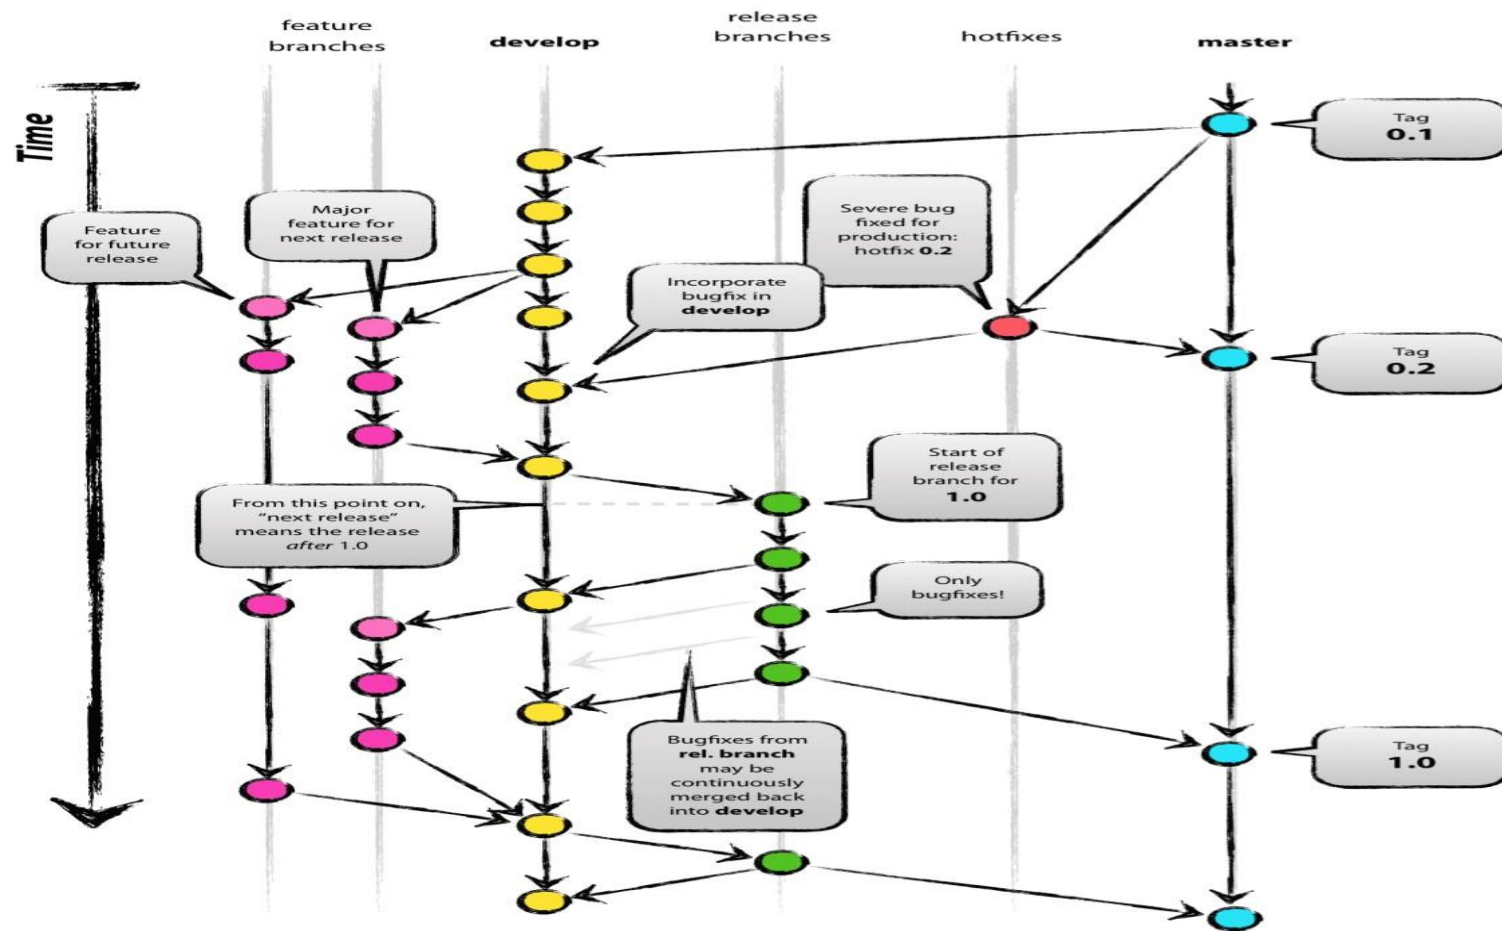 feature
branches
develop
release
branches
hotfixes
master
Time
Tag
0.1
Feature
for future
release
Major
feature for
next release
Severe bug
fixed for
production:
hotfix 0.2
Incorporate
bugfix in
develop
Tag
0.2
Start of
release
branch for
1.0
From this point on,
“next release”
means the release
after 1.0
Only
bugfixes!
Bugfixes from
rel. branch
may be
continuously
merged back
into develop
Tag
1.0